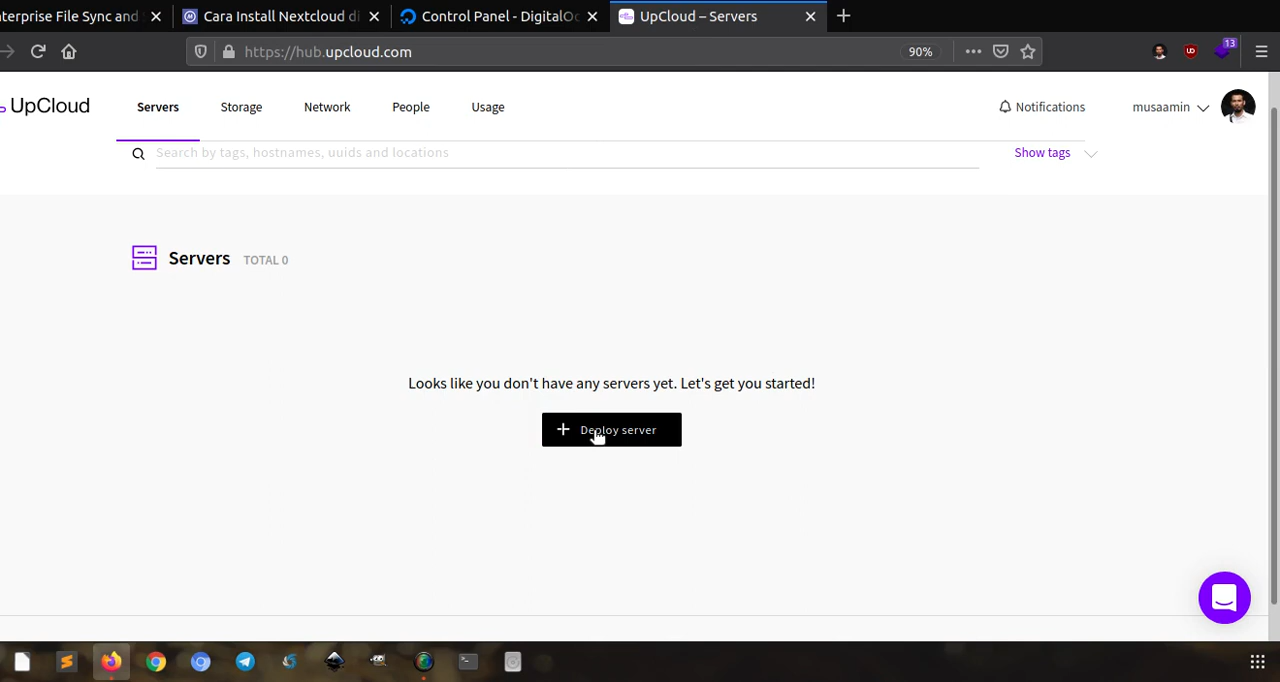 terprise File Sync and S
Cara Install Nextcloud di
Control Panel - DigitalOc
UpCloud – Servers
https://hub.upcloud.com
90%
13
UpCloud
Servers
Storage
Network
People
Usage
Notifications
musaamin
Search by tags, hostnames, uuids and locations
Show tags
Servers
TOTAL 0
Looks like you don't have any servers yet. Let's get you started!
Deploy server